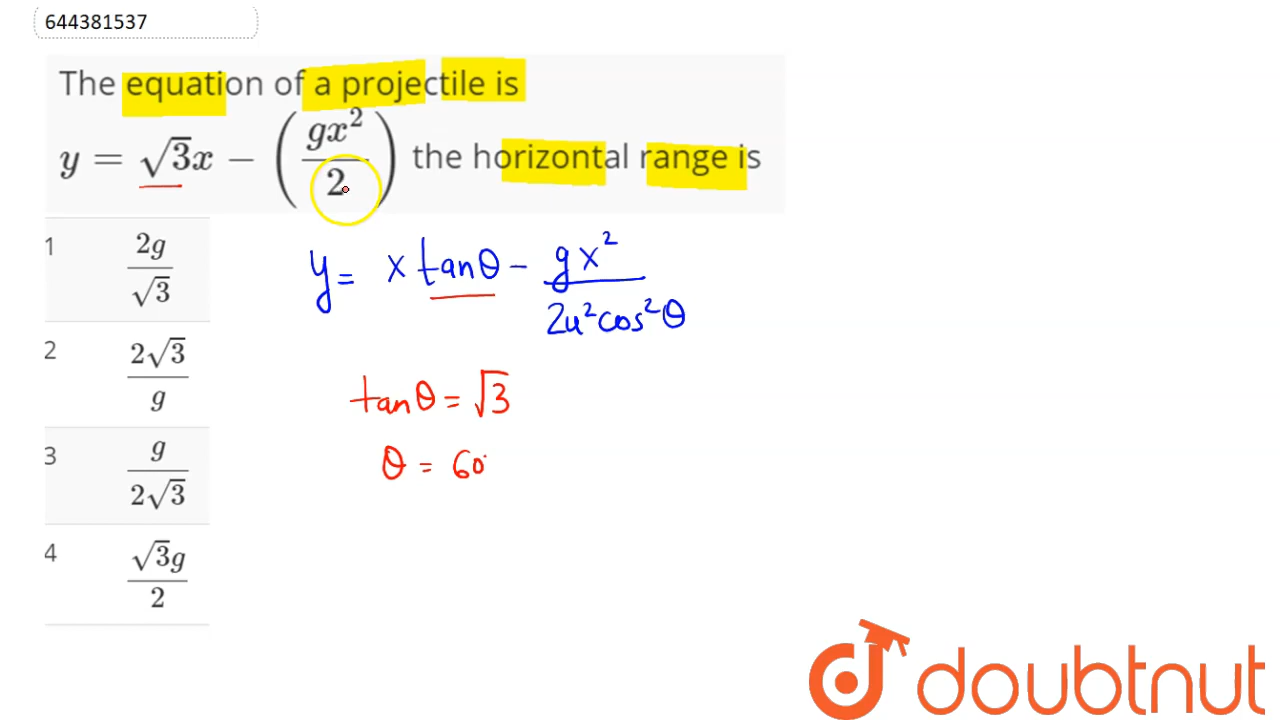 644381537
The equation of a projectile is
y = √3x − (gx²/2) the horizontal range is
1 2g/√3
2 2√3/g
3 g/2√3
4 √3g/2
y = x tanθ − gx²/2u²cos²θ
tanθ = √3
θ = 60
doubtnut